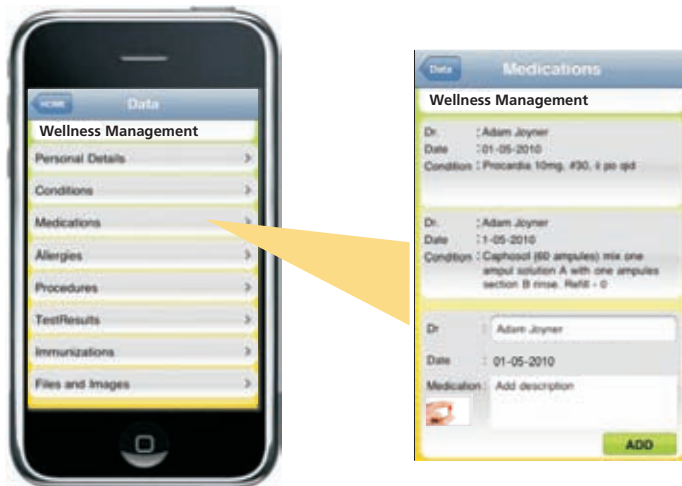 HOME
Data
Wellness Management
Personal Details
Conditions
Medications
Allergies
Procedures
TestResults
Immunizations
Files and Images
Data
Medications
Wellness Management
Dr. : Adam Joyner
Date : 01-05-2010
Condition : Procardia 10mg, #30, ii po qid
Dr. : Adam Joyner
Date : 1-05-2010
Condition : Caphosol (60 ampules) mix one
ampul solution A with one ampules
section B rinse. Refill - 0
Dr : Adam Joyner
Date : 01-05-2010
Medication : Add description
ADD